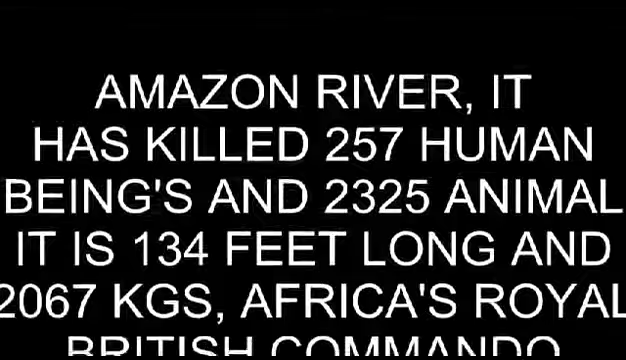 AMAZON RIVER, IT
HAS KILLED 257 HUMAN
BEING'S AND 2325 ANIMAL
IT IS 134 FEET LONG AND
2067 KGS, AFRICA'S ROYAL
BRITISH COMMANDO